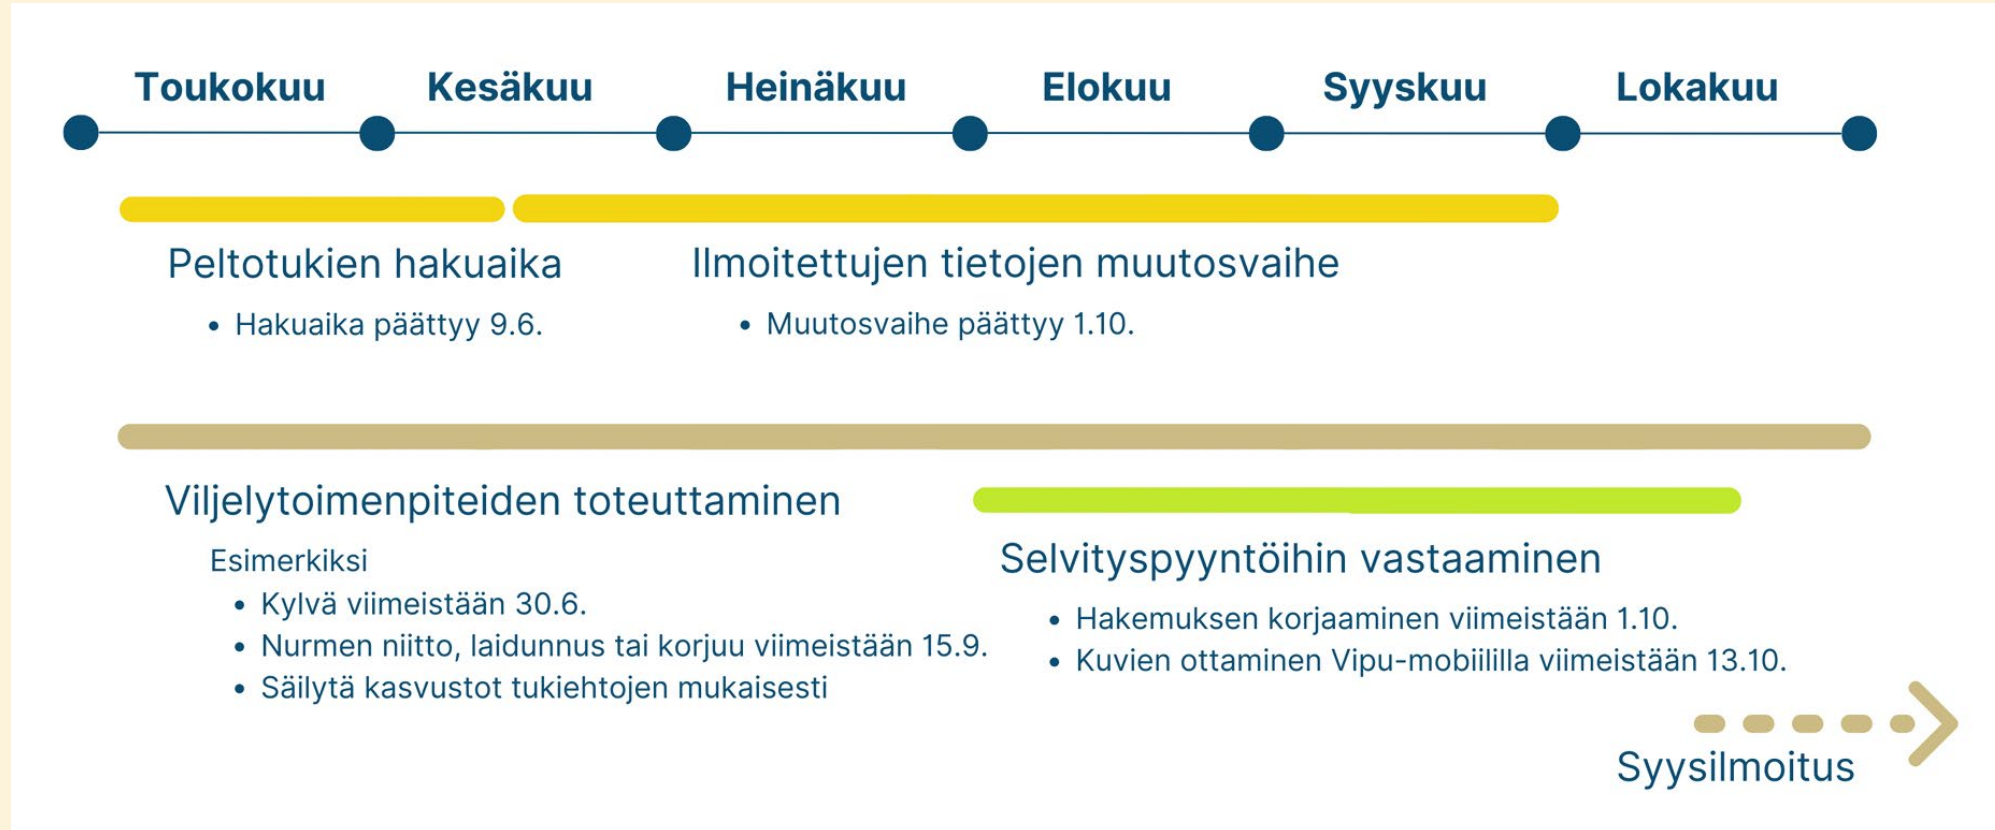 Toukokuu
Kesäkuu
Heinäkuu
Elokuu
Syyskuu
Lokakuu
Peltotukien hakuaika
• Hakuaika päättyy 9.6.
Ilmoitettujen tietojen muutosvaihe
• Muutosvaihe päättyy 1.10.
Viljelytoimenpiteiden toteuttaminen
Esimerkiksi
• Kylvä viimeistään 30.6.
• Nurmen niitto, laidunnus tai korjuu viimeistään 15.9.
• Säilytä kasvustot tukiehtojen mukaisesti
Selvityspyyntöihin vastaaminen
• Hakemuksen korjaaminen viimeistään 1.10.
• Kuvien ottaminen Vipu-mobiililla viimeistään 13.10.
Syysilmoitus